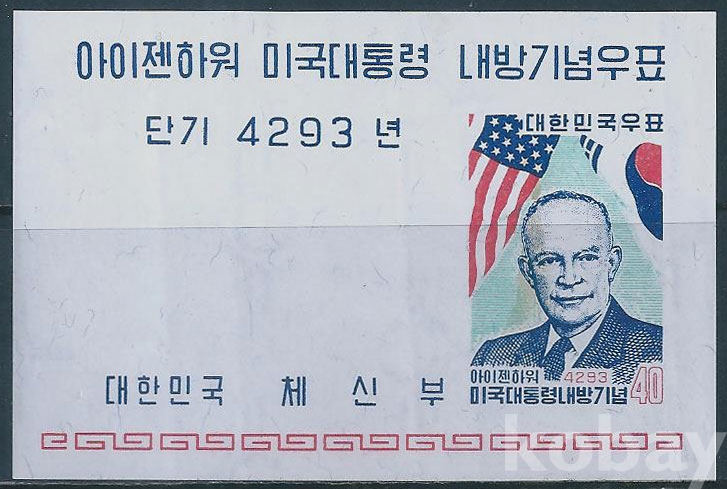 아이젠하워 미국대통령 내방기념우표
단기 4293 년
대한민국우표
아이젠하워 4293
미국대통령내방기념 40
대한민국 체신부
kobay